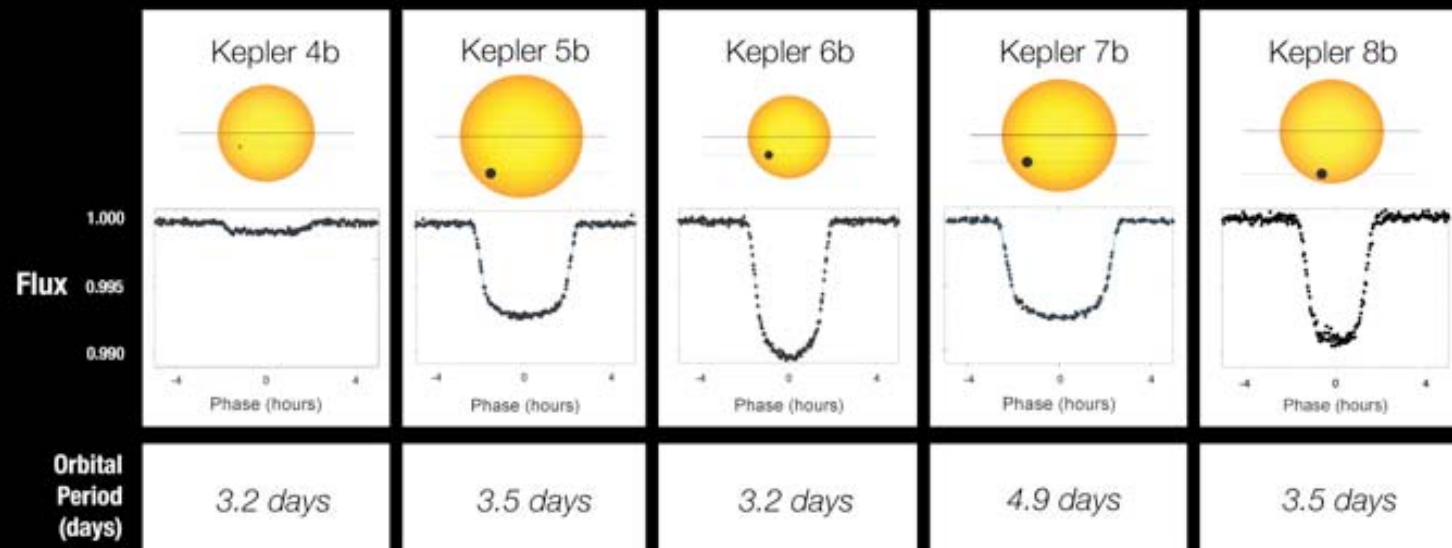 Kepler 4b
Kepler 5b
Kepler 6b
Kepler 7b
Kepler 8b
Flux
1.000
0.995
0.990
-4 0 4
Phase (hours)
-4 0 4
Phase (hours)
-4 0 4
Phase (hours)
-4 0 4
Phase (hours)
-4 0 4
Phase (hours)
Orbital
Period
(days)
3.2 days
3.5 days
3.2 days
4.9 days
3.5 days